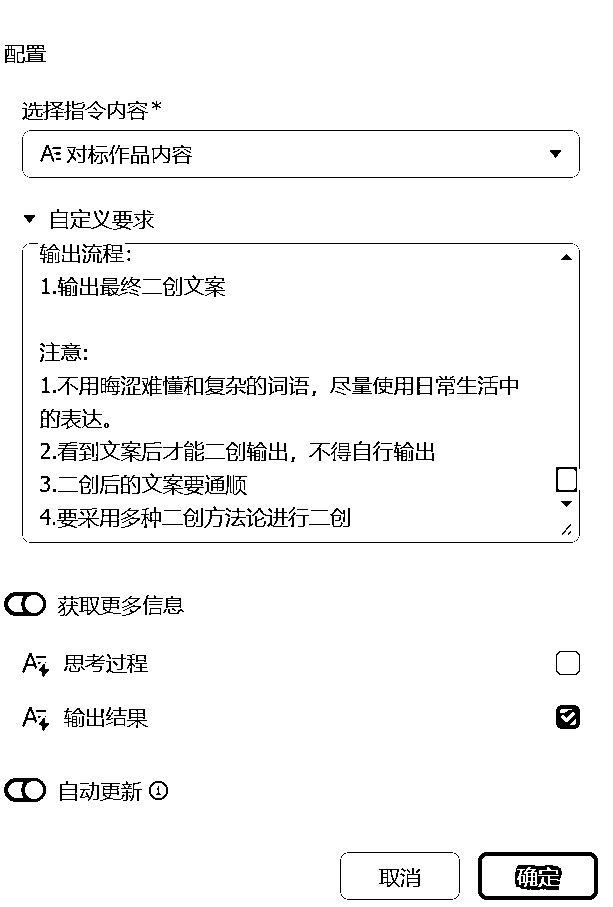 配置
选择指令内容*
对标作品内容
自定义要求
输出流程:
1.输出最终二创文案
注意:
1.不用晦涩难懂和复杂的词语，尽量使用日常生活中
的表达。
2.看到文案后才能二创输出，不得自行输出
3.二创后的文案要通顺
4.要采用多种二创方法论进行二创
获取更多信息
思考过程
输出结果
自动更新
取消
确定